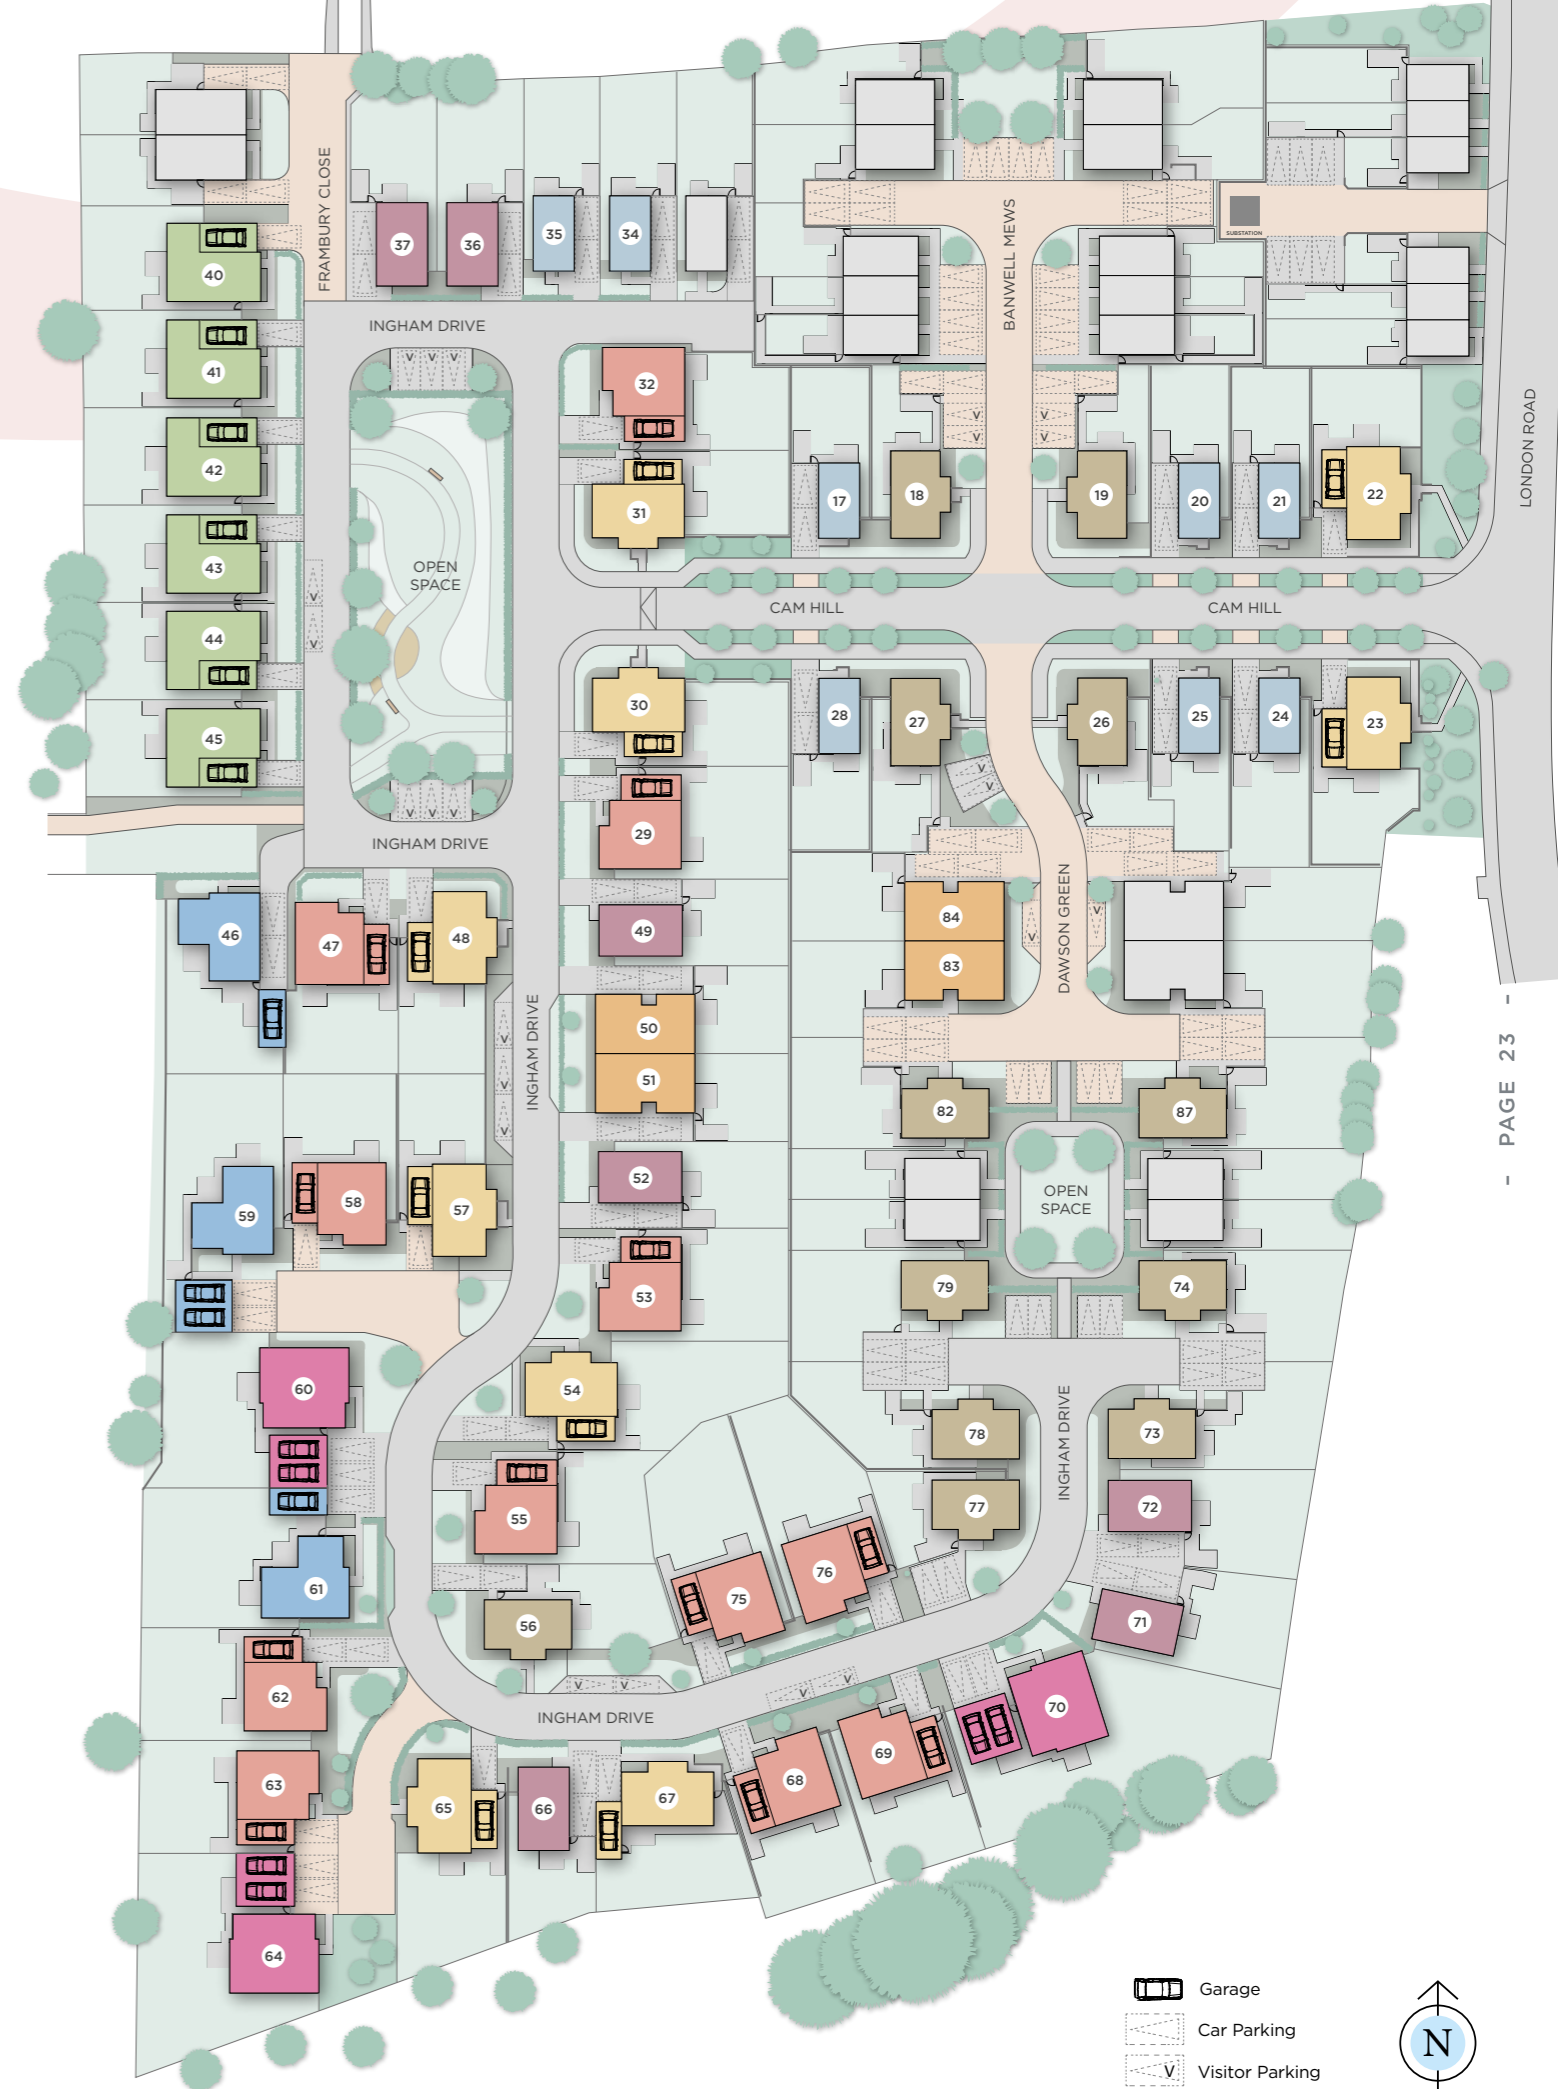 FRAMBURY CLOSE
37
36
35
34
BANWELL MEWS
SUBSTATION
40
INGHAM DRIVE
41
V V V
32
42
LONDON ROAD
31
17
18
V
V
V
V
19
20
21
22
43
OPEN
SPACE
V
V
CAM HILL
CAM HILL
44
30
28
27
26
25
24
23
45
V
V V V
29
INGHAM DRIVE
DAWSON GREEN
46
47
48
49
84
V
V
83
INGHAM DRIVE
V
V
V
50
51
- PAGE 23 -
82
87
52
59
58
57
OPEN
SPACE
53
79
74
60
54
INGHAM DRIVE
78
73
55
77
72
61
76
75
56
71
62
V V
V V
70
INGHAM DRIVE
69
63
65
66
67
68
64
Garage
Car Parking
V Visitor Parking
N